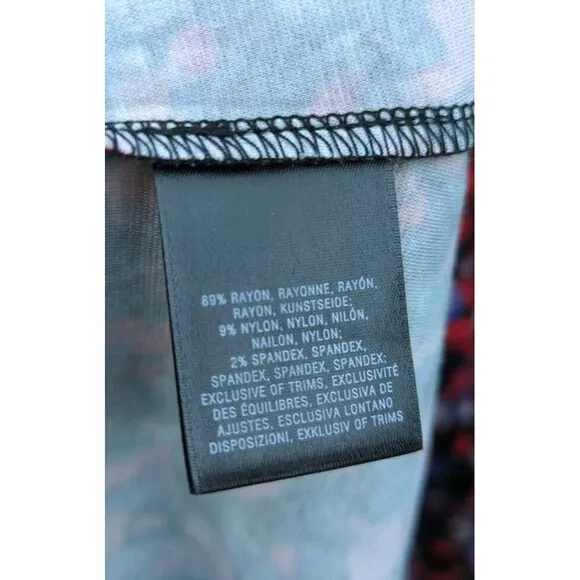 89% RAYON, RAYONNE, RAYÓN,
RAYON, KUNSTSEIDE;
9% NYLON, NYLON, NILÓN,
NAILON, NYLON;
2% SPANDEX, SPANDEX,
SPANDEX, SPANDEX, SPANDEX;
EXCLUSIVE OF TRIMS, EXCLUSIVITÉ
DES ÉQUILIBRES, EXCLUSIVA DE
AJUSTES, ESCLUSIVA LONTANO
DISPOSIZIONI, EXKLUSIV OF TRIMS